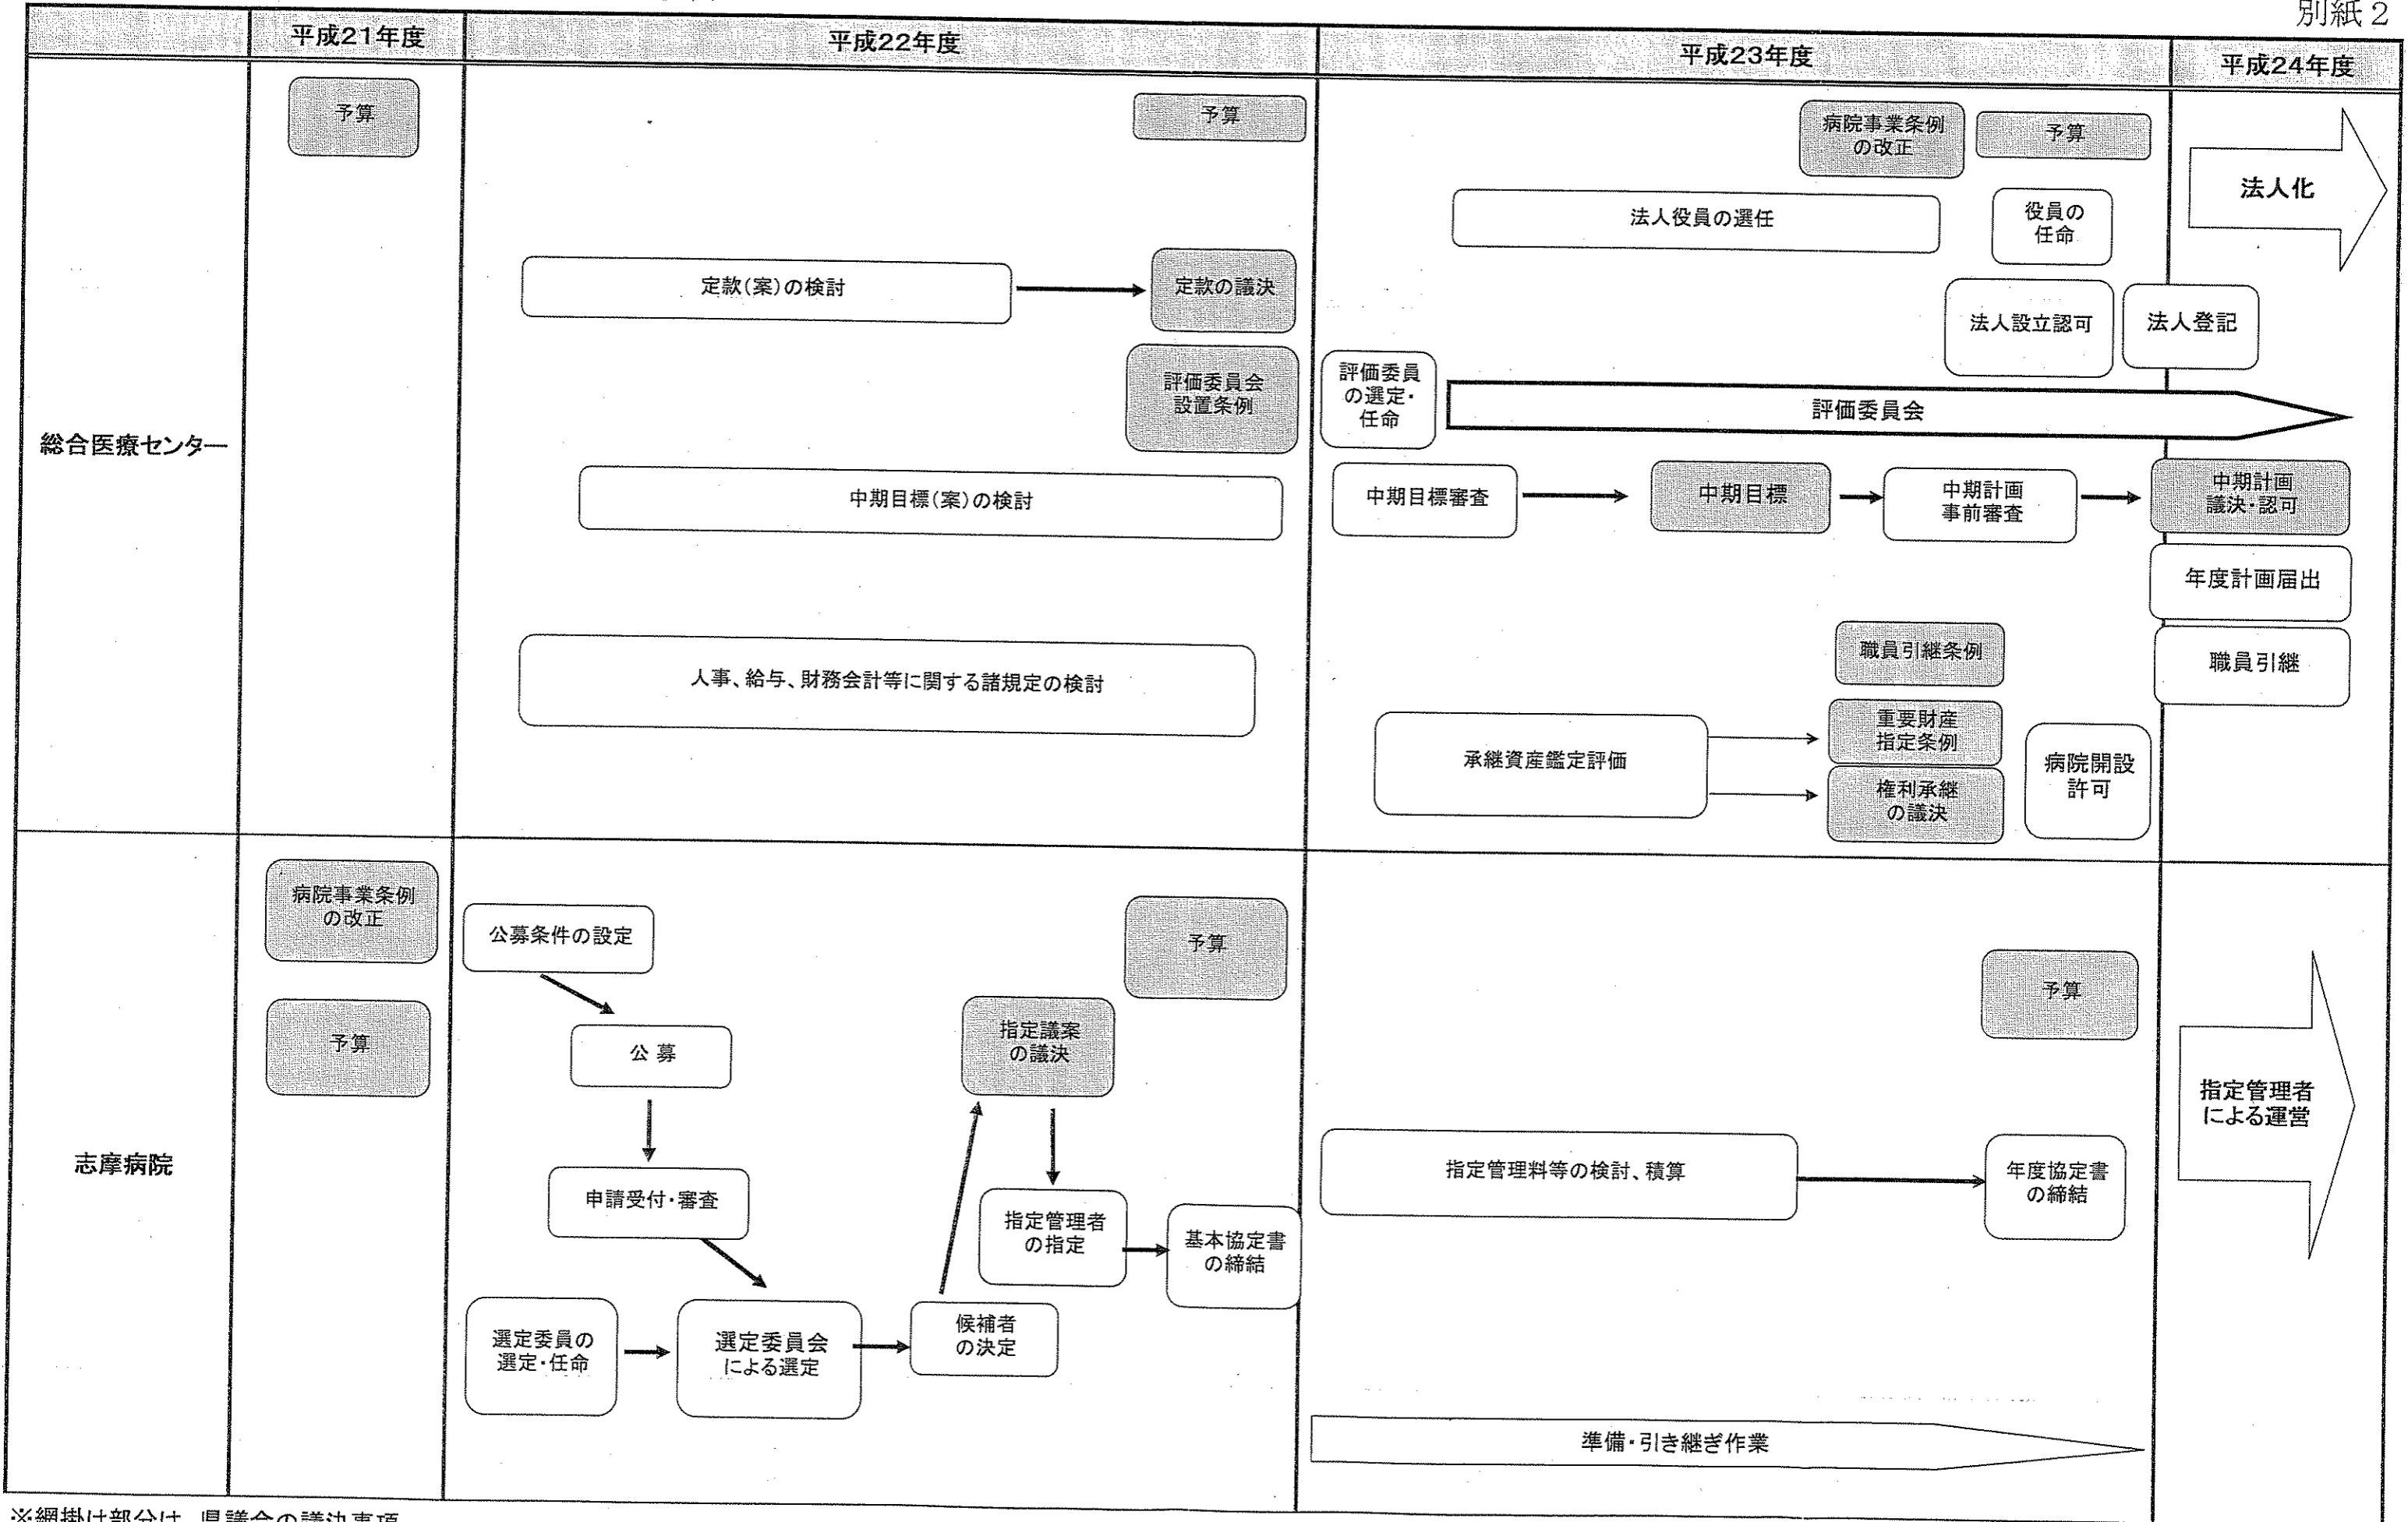 別紙２
平成21年度
平成22年度
平成23年度
平成24年度
総合医療センター
予算
予算
病院事業条例
の改正
予算
法人化
法人役員の選任
役員の
任命
定款(案)の検討
定款の議決
法人設立認可
法人登記
評価委員会
設置条例
評価委員
の選定・
任命
評価委員会
中期目標(案)の検討
中期目標審査
中期目標
中期計画
事前審査
中期計画
議決・認可
年度計画届出
人事、給与、財務会計等に関する諸規定の検討
職員引継条例
職員引継
承継資産鑑定評価
重要財産
指定条例
権利承継
の議決
病院開設
許可
志摩病院
病院事業条例
の改正
予算
公募条件の設定
公 募
申請受付・審査
選定委員の
選定・任命
選定委員会
による選定
候補者
の決定
指定議案
の議決
指定管理者
の指定
基本協定書
の締結
予算
予算
指定管理料等の検討、積算
年度協定書
の締結
指定管理者
による運営
準備・引き継ぎ作業
※網掛け部分は、県議会の議決事項